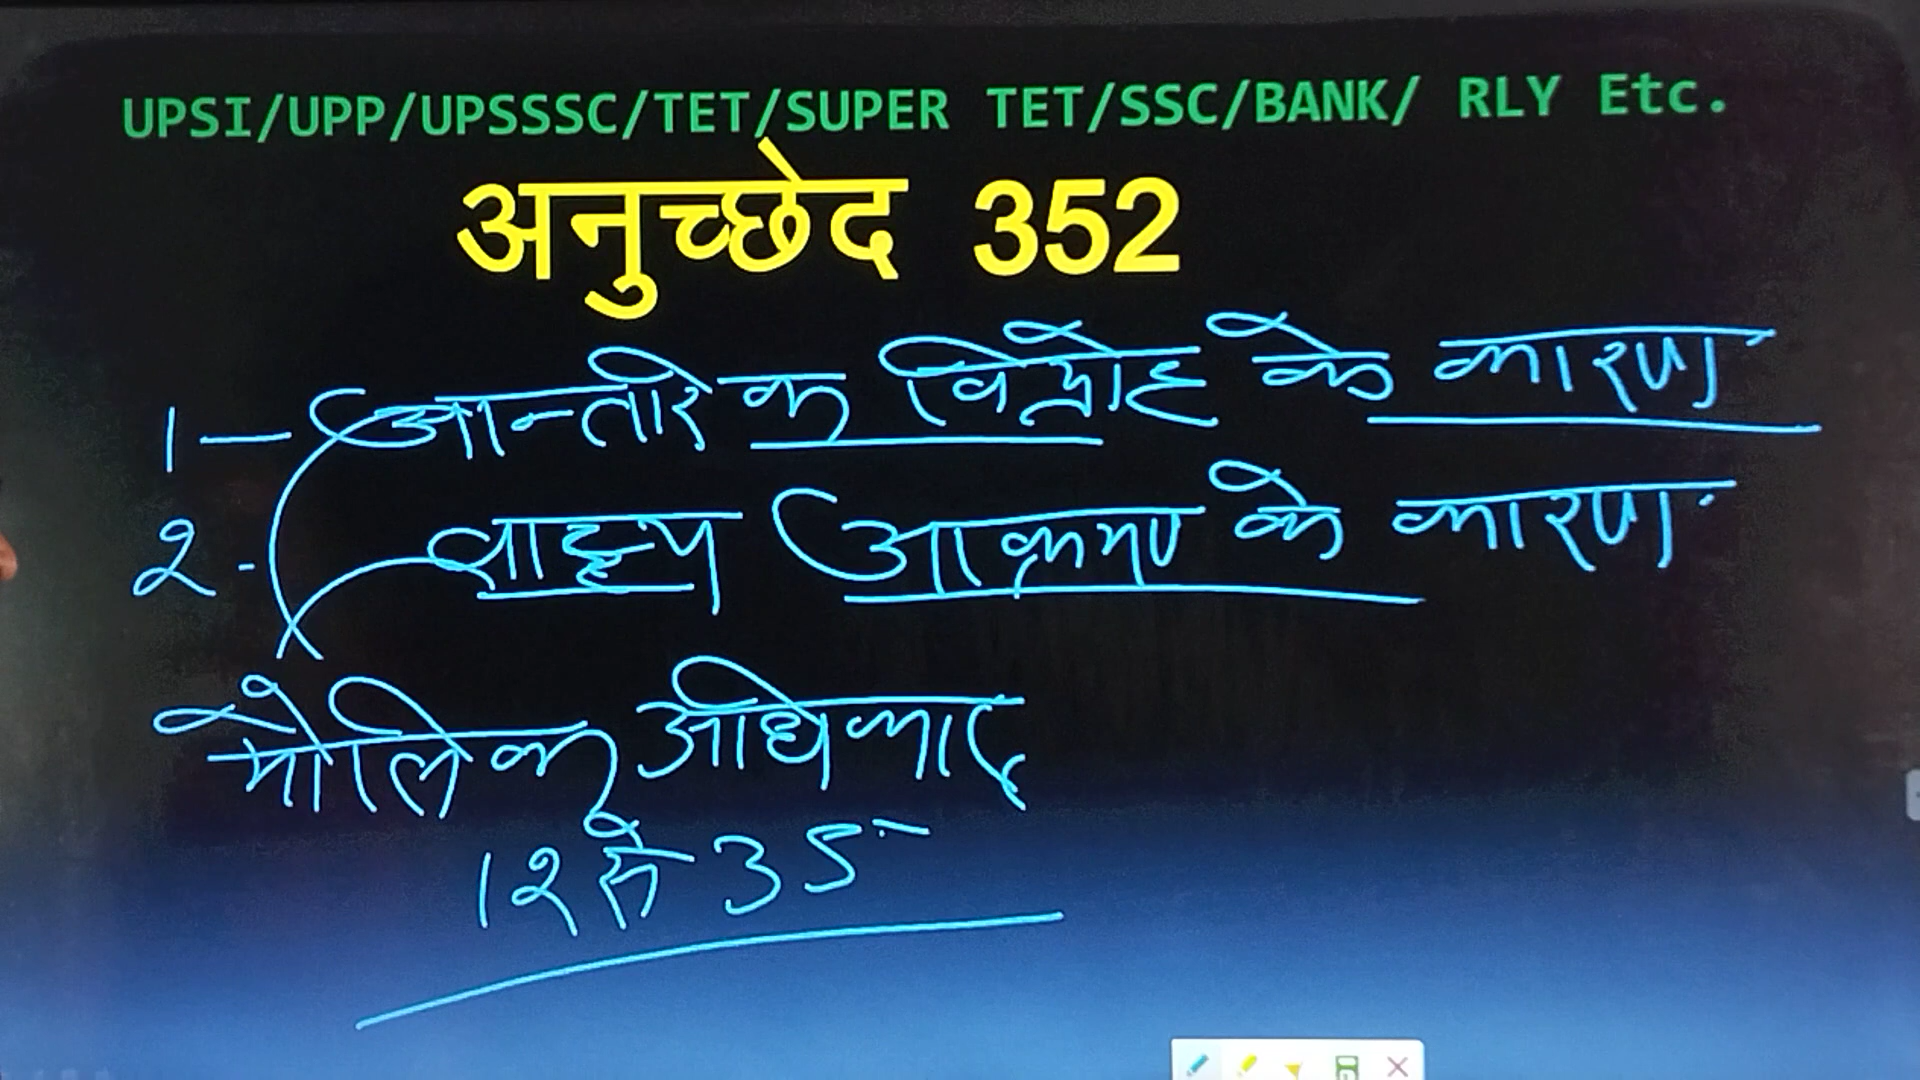 UPSI/UPP/UPSSSC/TET/SUPER TET/SSC/BANK/ RLY Etc.
अनुच्छेद 352
1— आन्तरिक विद्रोह के कारण
2- वाह्य आक्रमण के कारण
मौलिक अधिकार
12 से 35